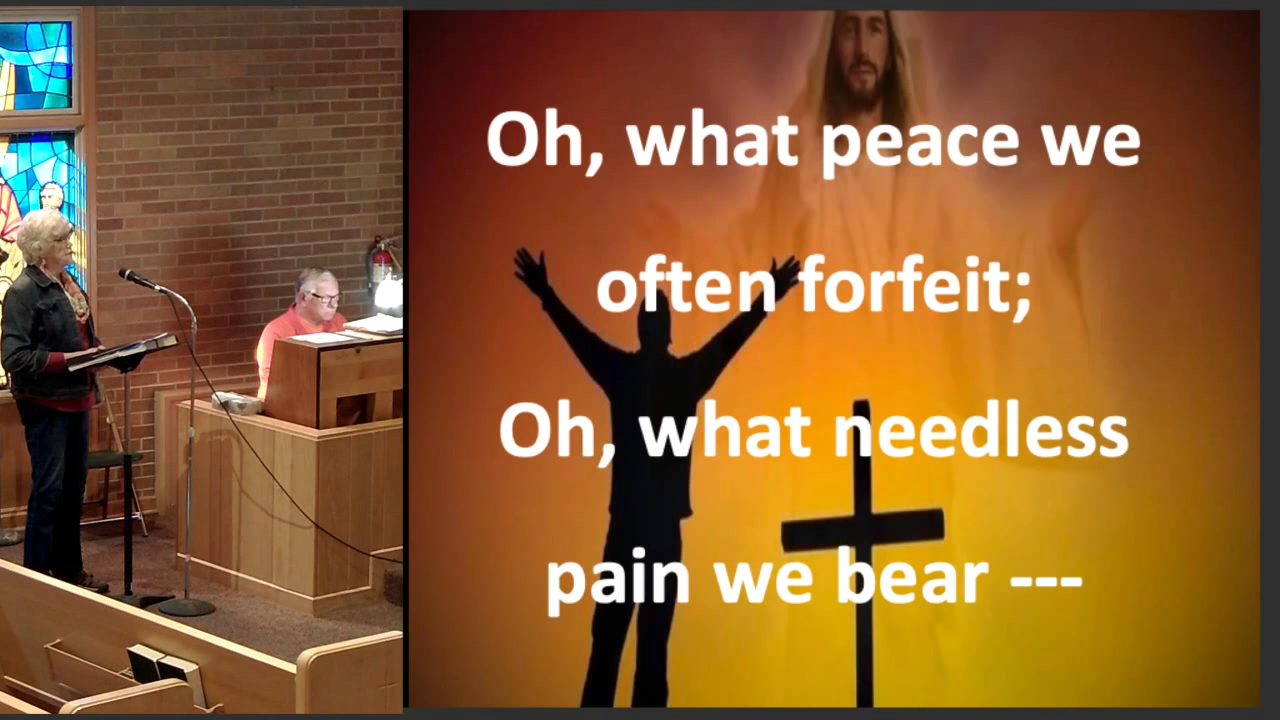 Oh, what peace we
often forfeit;
Oh, what needless
pain we bear ---